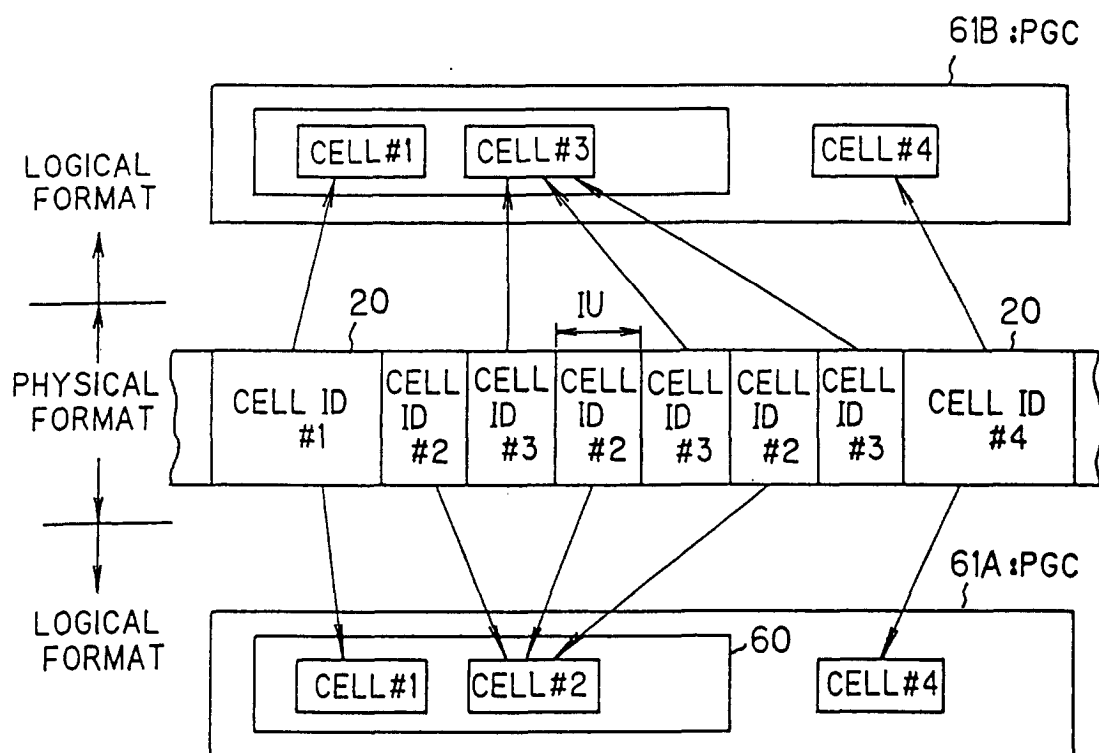 61B:PGC
CELL#1
CELL#3
CELL#4
LOGICAL
FORMAT
20
IU
20
PHYSICAL
FORMAT
CELL ID
#1
CELL
ID
#2
CELL
ID
#3
CELL
ID
#2
CELL
ID
#3
CELL
ID
#2
CELL
ID
#3
CELL ID
#4
61A:PGC
LOGICAL
FORMAT
60
CELL#1
CELL#2
CELL#4